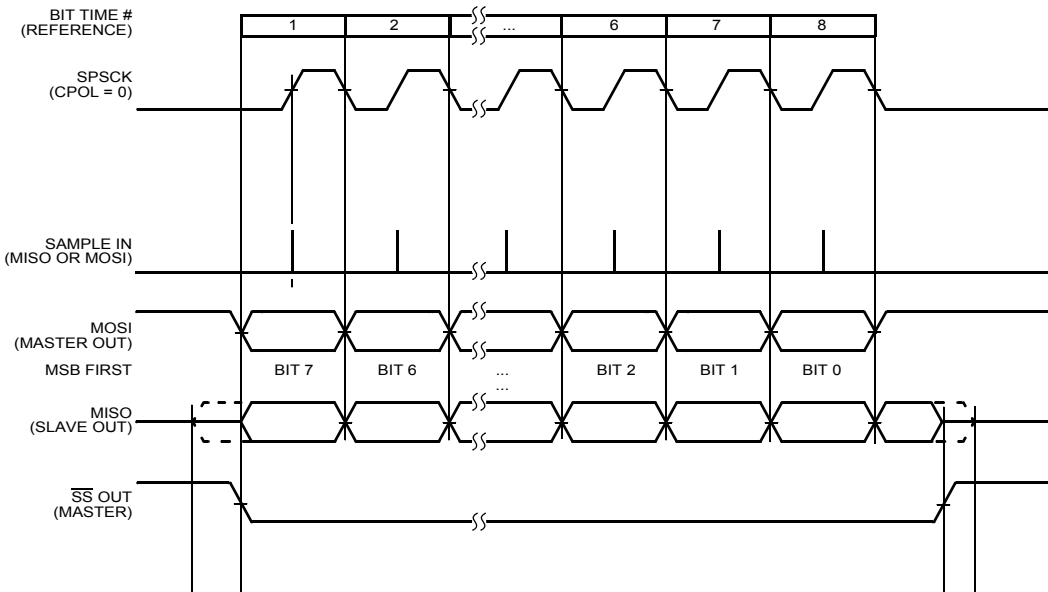 BIT TIME #
(REFERENCE)
1 2 ... 6 7 8
SPSCK
(CPOL = 0)
SAMPLE IN
(MISO OR MOSI)
MOSI
(MASTER OUT)
MSB FIRST BIT 7 BIT 6 ... BIT 2 BIT 1 BIT 0
...
MISO
(SLAVE OUT)
SS OUT
(MASTER)